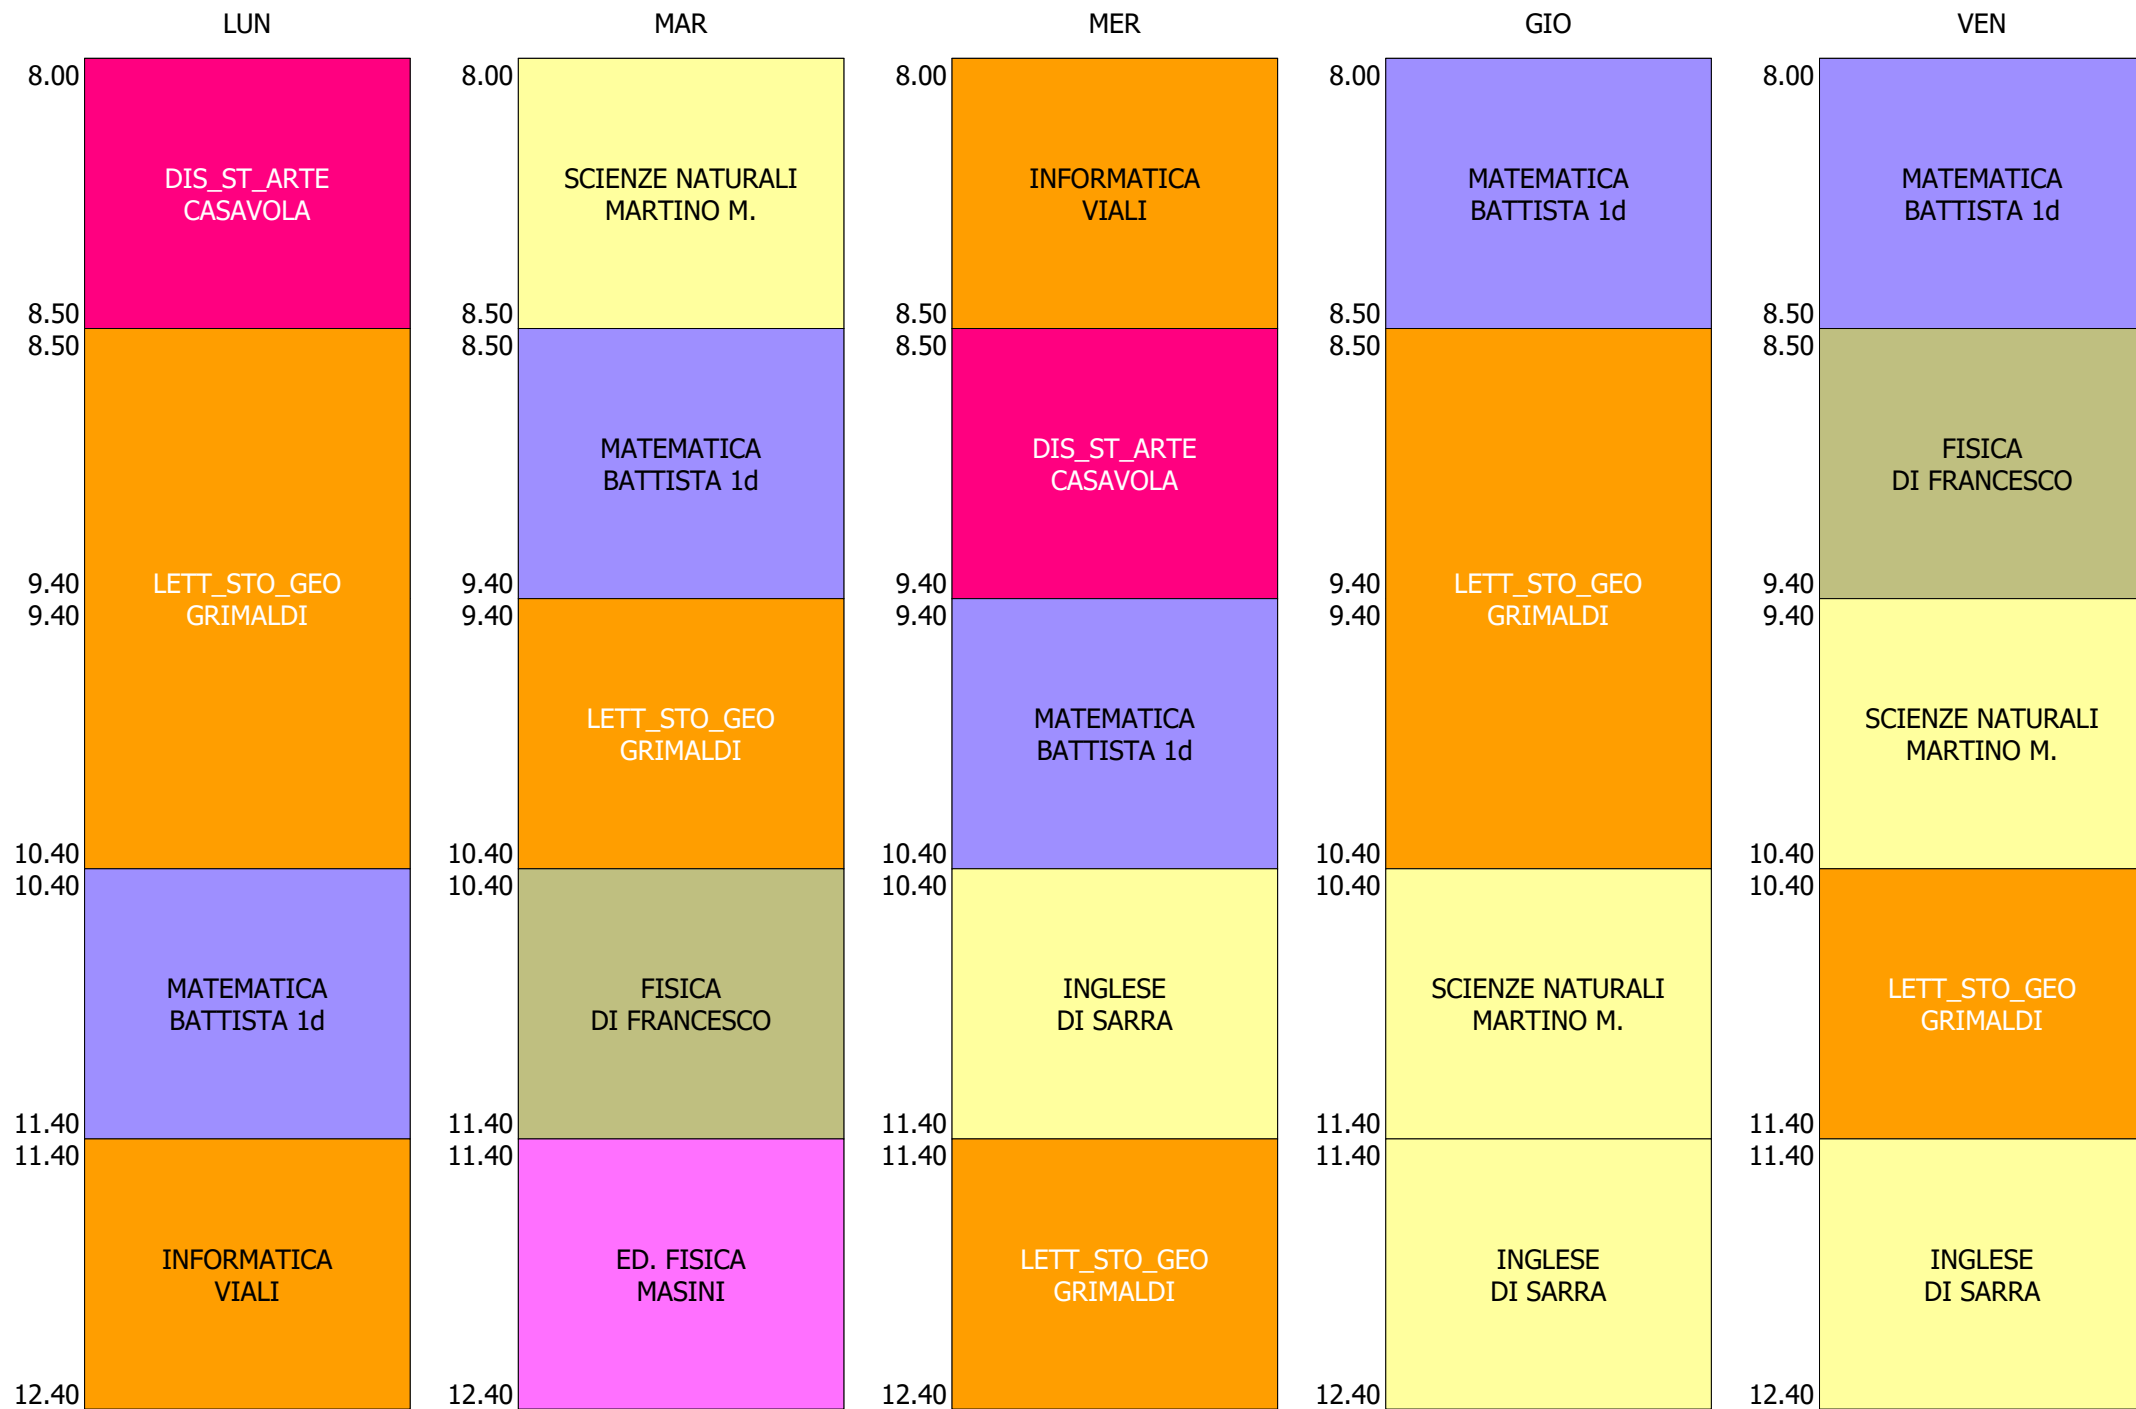 LUN
8.00
DIS_ST_ARTE
CASAVOLA
8.50
8.50
9.40
LETT_STO_GEO
9.40
GRIMALDI
10.40
10.40
MATEMATICA
BATTISTA 1d
11.40
11.40
INFORMATICA
VIALI
12.40
MAR
8.00
SCIENZE NATURALI
MARTINO M.
8.50
8.50
MATEMATICA
BATTISTA 1d
9.40
9.40
LETT_STO_GEO
GRIMALDI
10.40
10.40
FISICA
DI FRANCESCO
11.40
11.40
ED. FISICA
MASINI
12.40
MER
8.00
INFORMATICA
VIALI
8.50
8.50
DIS_ST_ARTE
CASAVOLA
9.40
9.40
MATEMATICA
BATTISTA 1d
10.40
10.40
INGLESE
DI SARRA
11.40
11.40
LETT_STO_GEO
GRIMALDI
12.40
GIO
8.00
MATEMATICA
BATTISTA 1d
8.50
8.50
9.40
LETT_STO_GEO
9.40
GRIMALDI
10.40
10.40
SCIENZE NATURALI
MARTINO M.
11.40
11.40
INGLESE
DI SARRA
12.40
VEN
8.00
MATEMATICA
BATTISTA 1d
8.50
8.50
FISICA
DI FRANCESCO
9.40
9.40
SCIENZE NATURALI
MARTINO M.
10.40
10.40
LETT_STO_GEO
GRIMALDI
11.40
11.40
INGLESE
DI SARRA
12.40